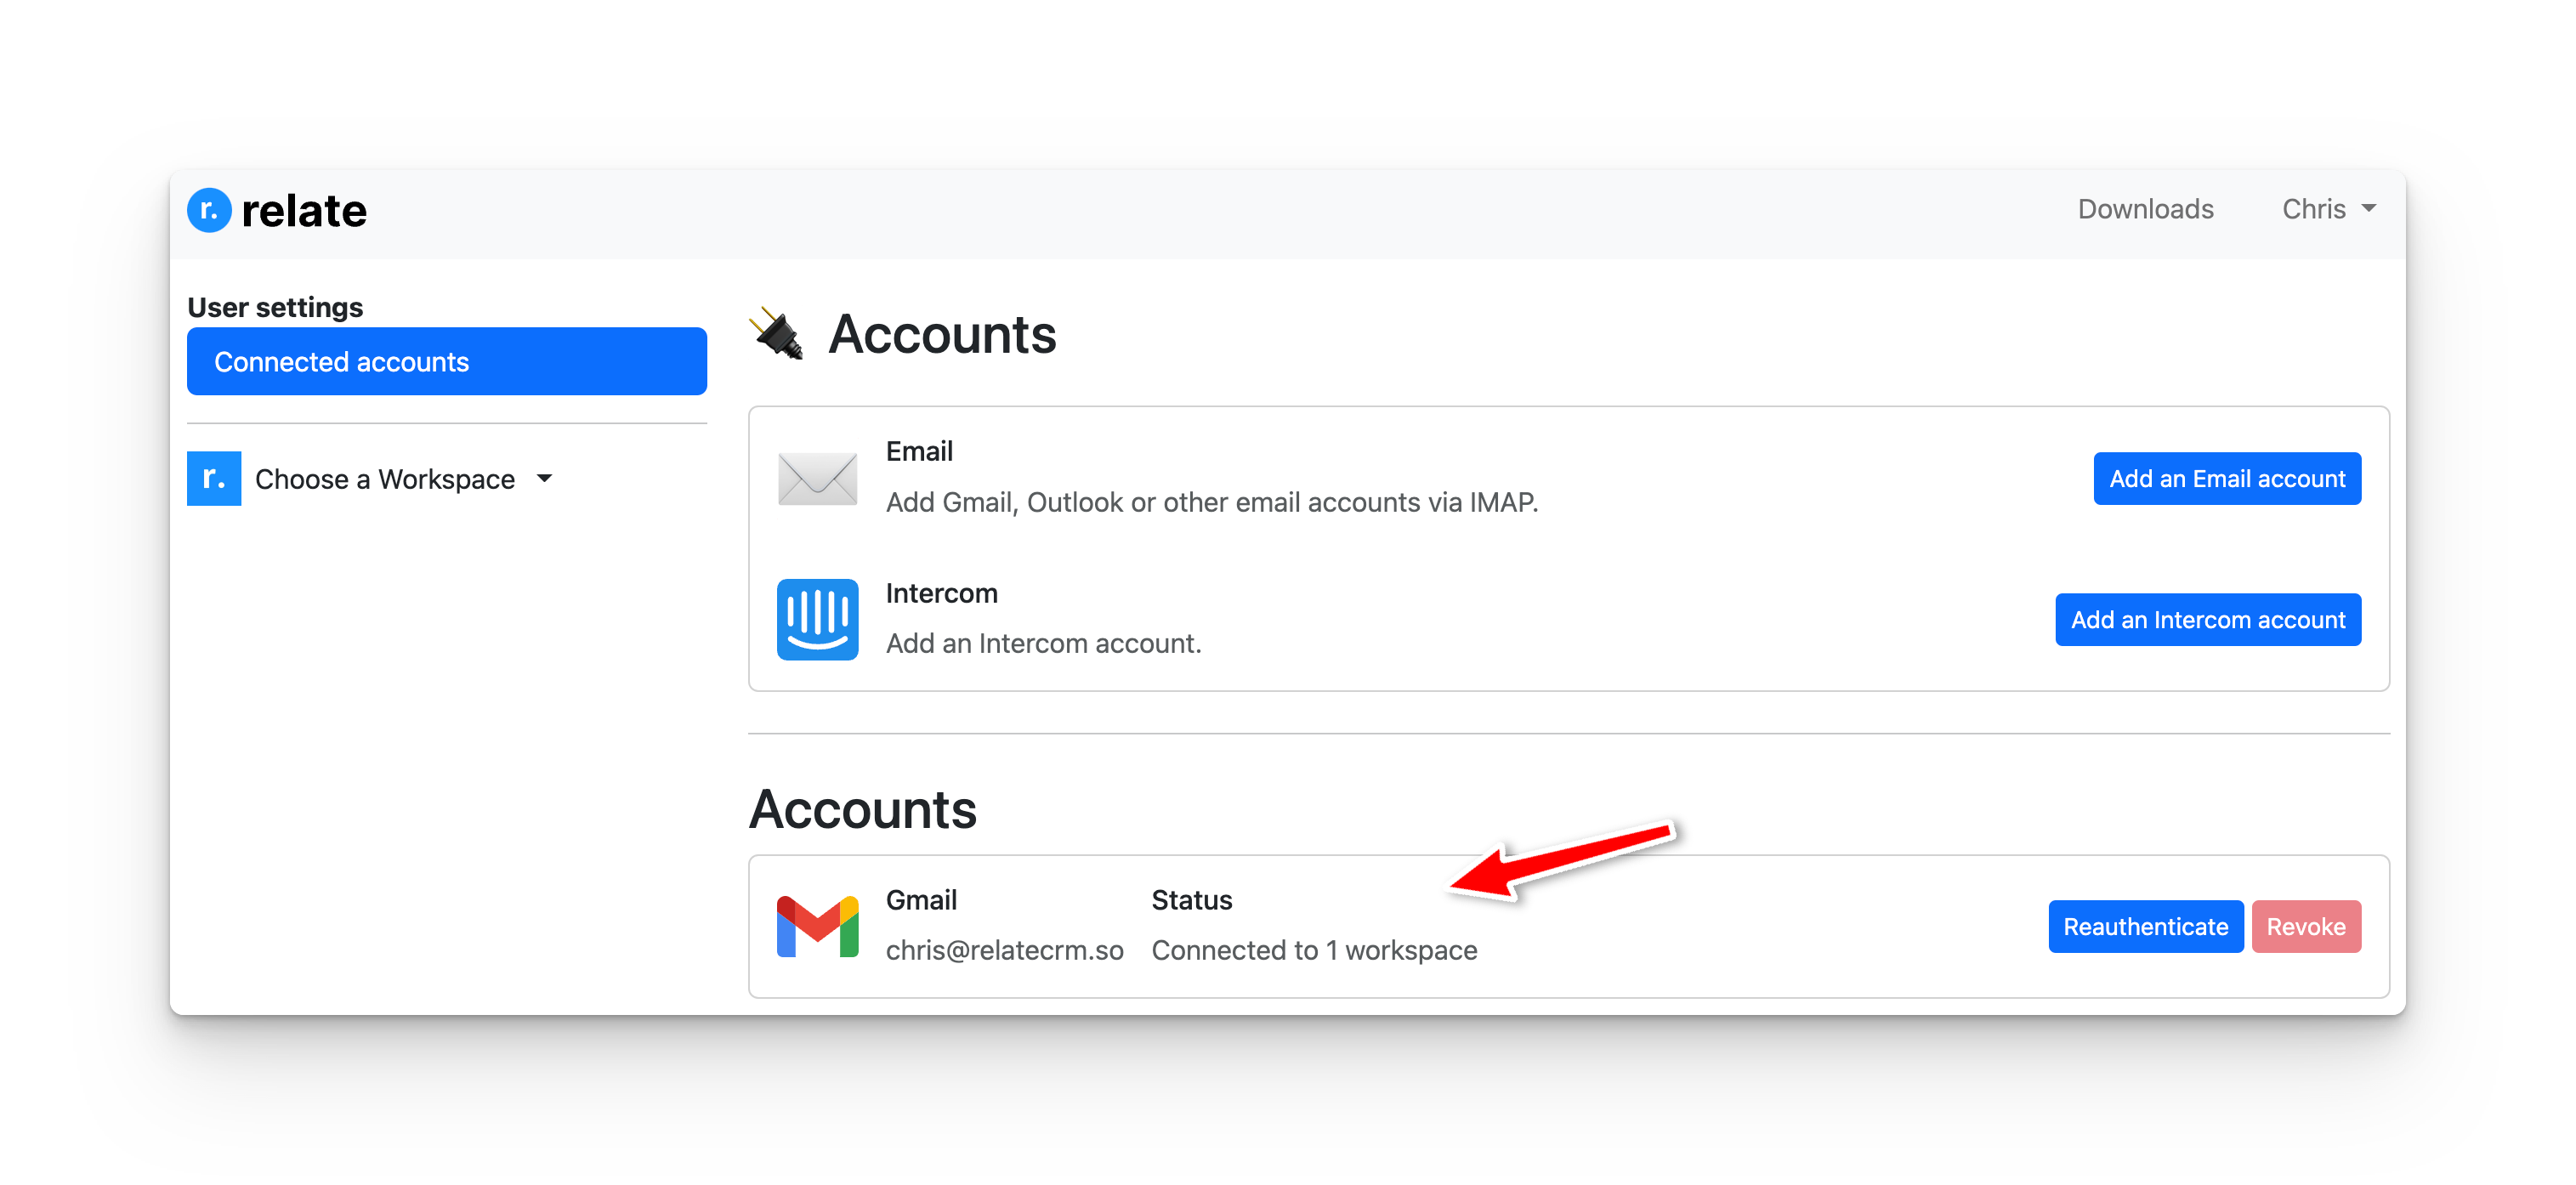 r. relate
Downloads
Chris
User settings
Connected accounts
r. Choose a Workspace
Accounts
Email
Add Gmail, Outlook or other email accounts via IMAP.
Add an Email account
Intercom
Add an Intercom account.
Add an Intercom account
Accounts
Gmail
chris@relatecrm.so
Status
Connected to 1 workspace
Reauthenticate
Revoke